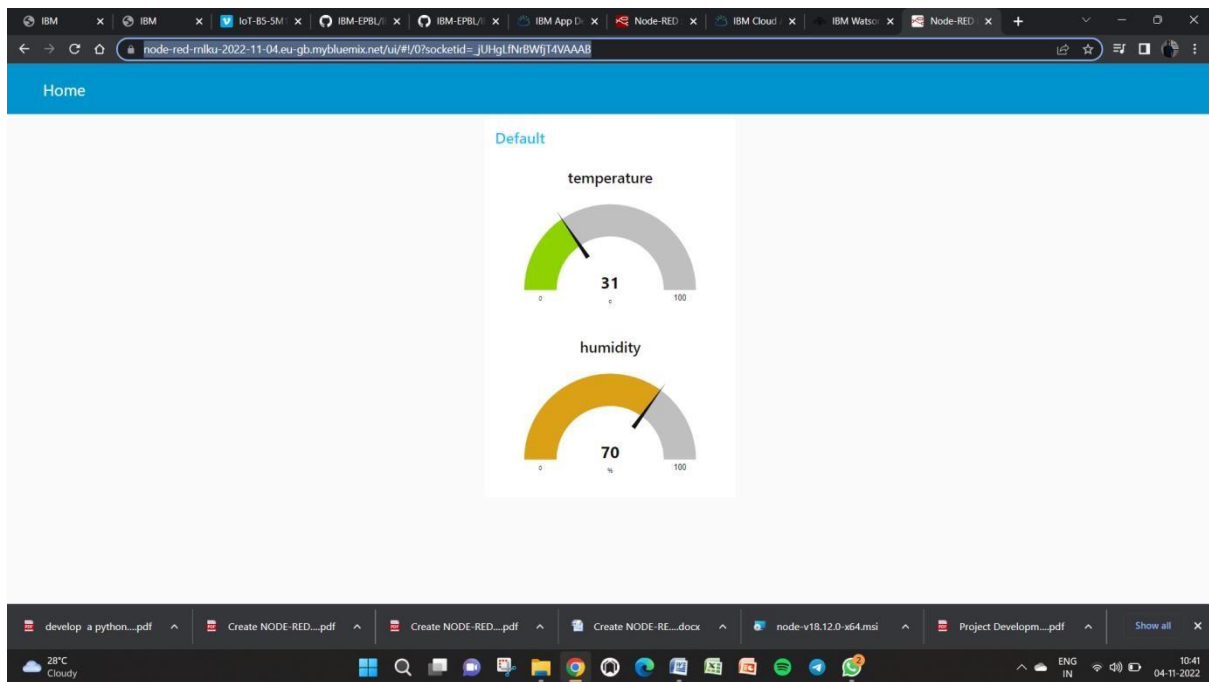 IBM
IBM
IoT-B5-5M1
IBM-EPBL/I
IBM-EPBL/I
IBM App De
Node-RED :
IBM Cloud /
IBM Watso
Node-RED
node-red-mlku-2022-11-04.eu-gb.mybluemix.net/ui/#!/0?socketid=_jUHgLfNrBWfjT4VAAAB
Home
Default
temperature
31
0
c
100
humidity
70
0
%
100
develop a python....pdf
Create NODE-RED....pdf
Create NODE-RED....pdf
Create NODE-RE....docx
node-v18.12.0-x64.msi
Project Developm....pdf
Show all
28°C
Cloudy
2
ENG
IN
10:41
04-11-2022